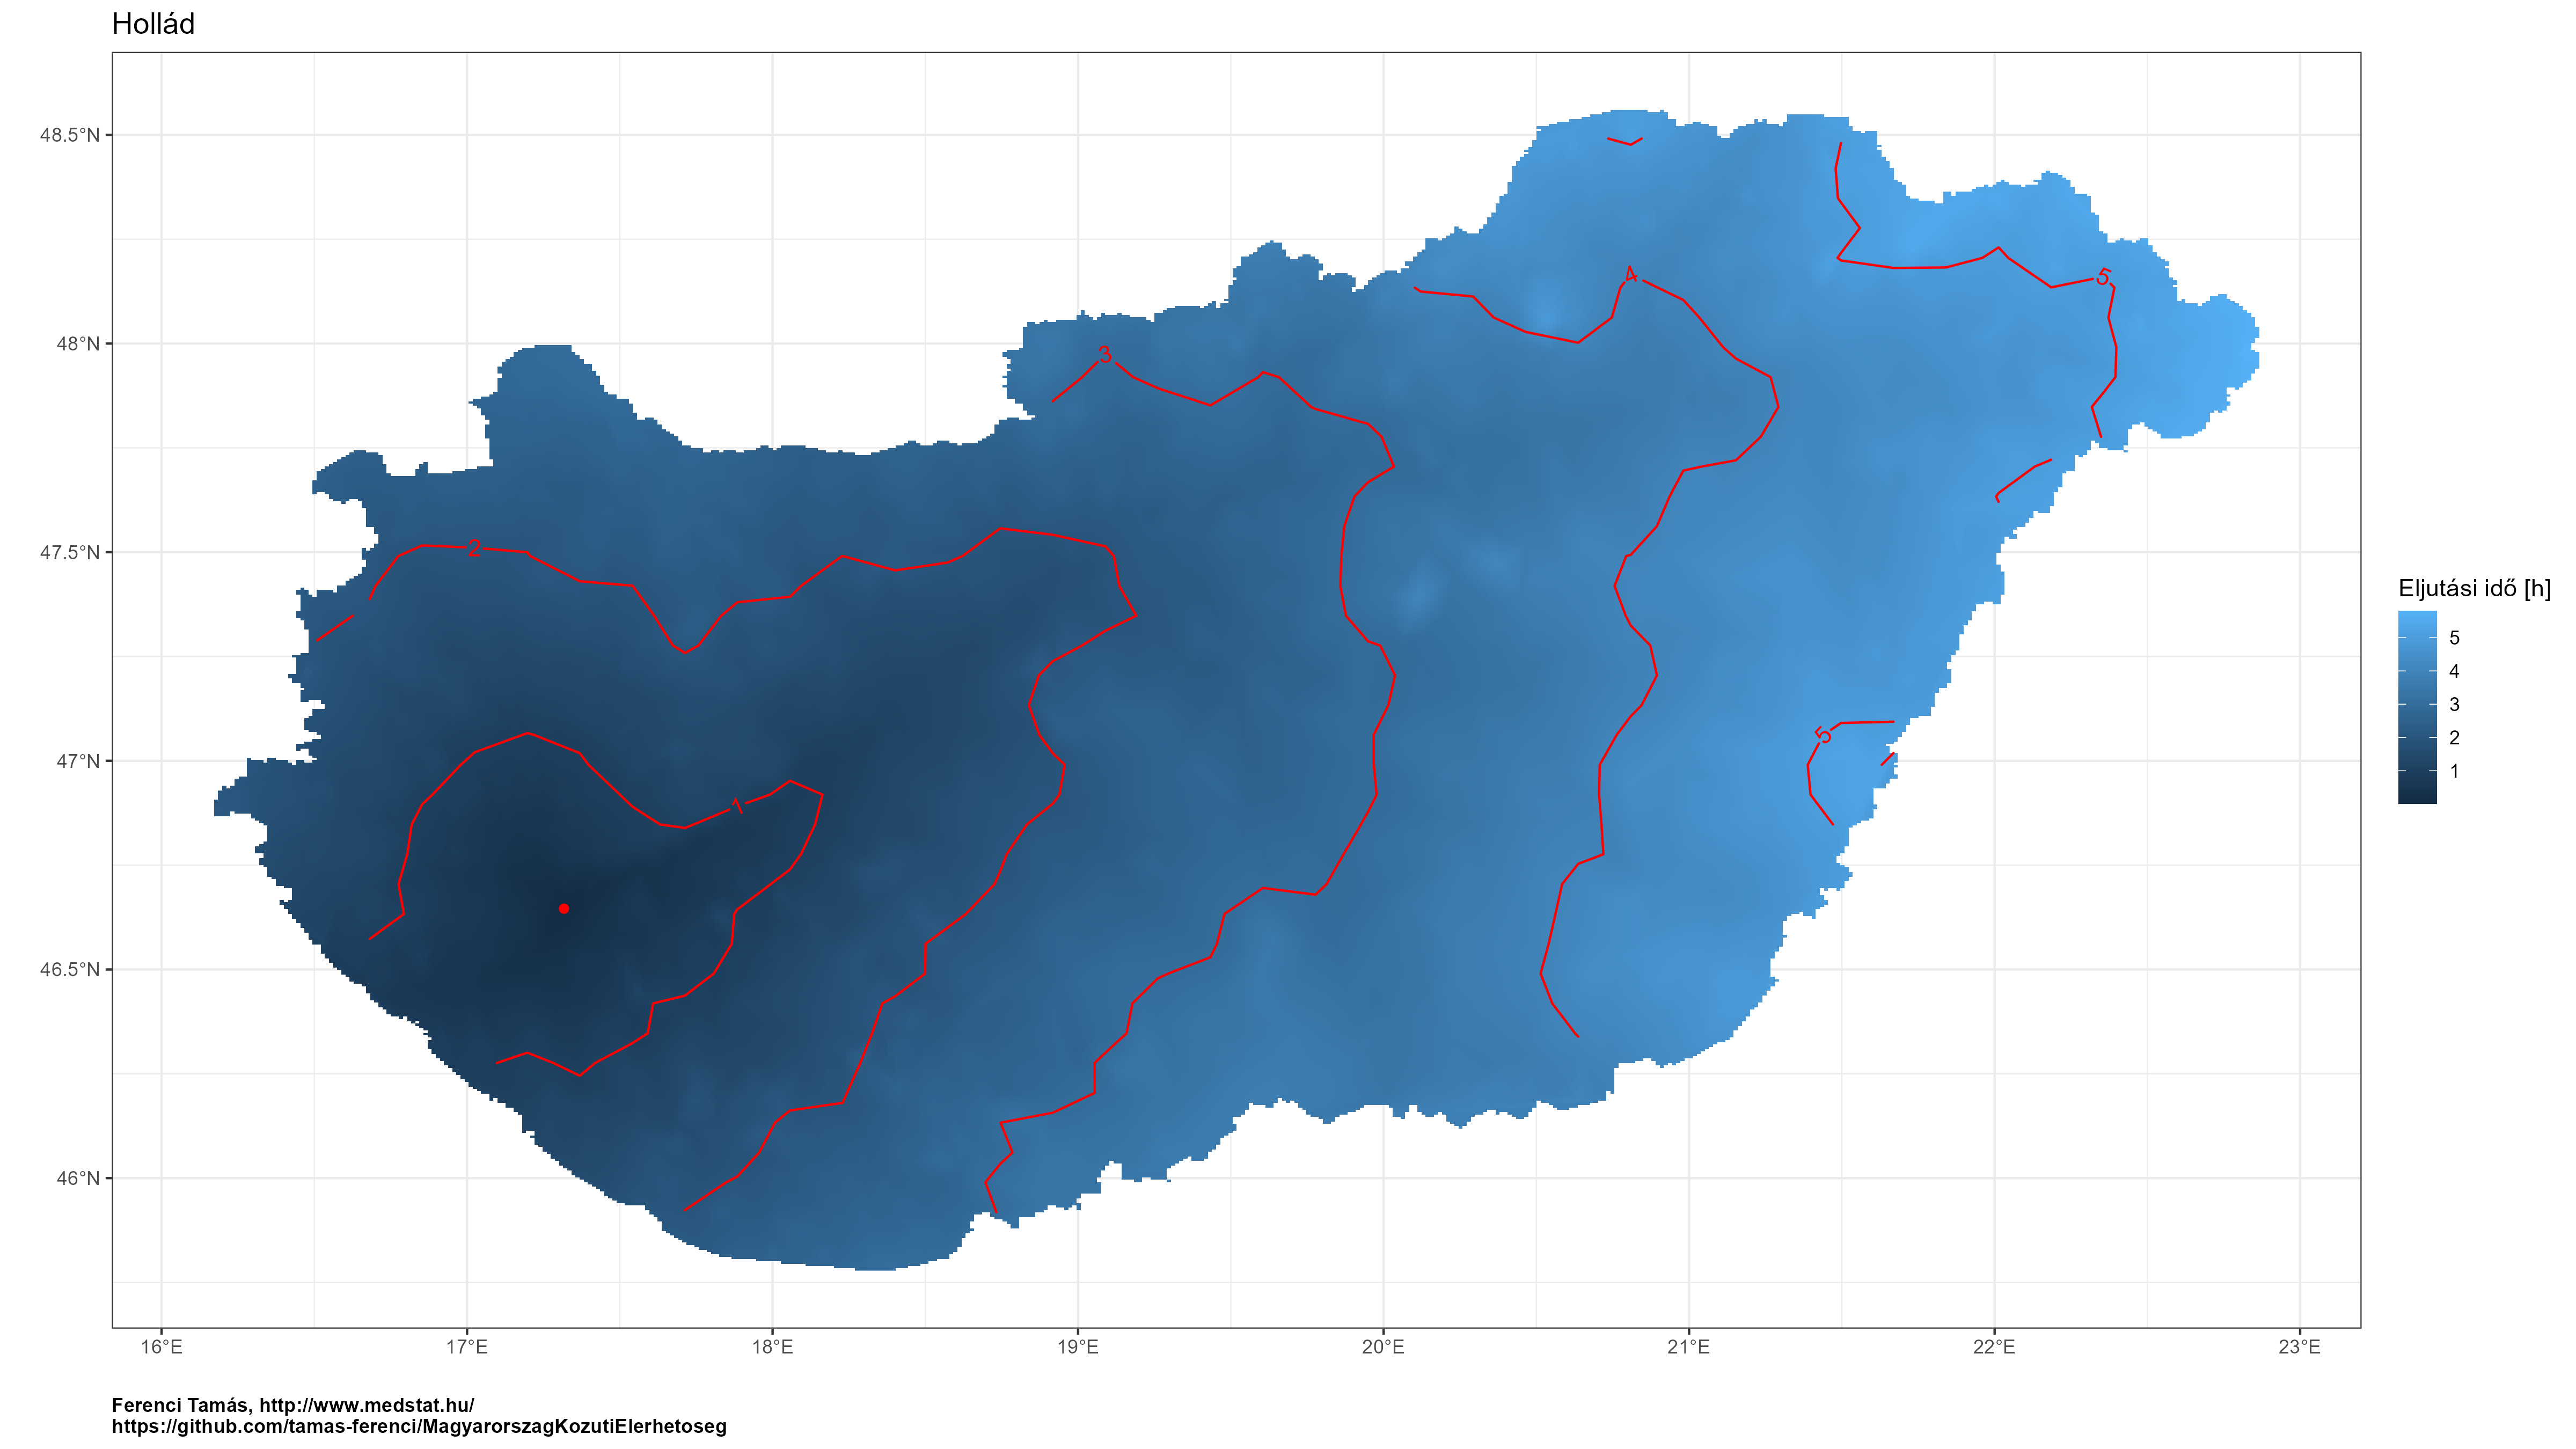 Hollád
48.5°N
48°N
47.5°N
47°N
46.5°N
46°N
16°E
17°E
18°E
19°E
20°E
21°E
22°E
23°E
1
2
3
4
5
5
Eljutási idő [h]
5
4
3
2
1
Ferenci Tamás, http://www.medstat.hu/
https://github.com/tamas-ferenci/MagyarorszagKozutiElerhetoseg